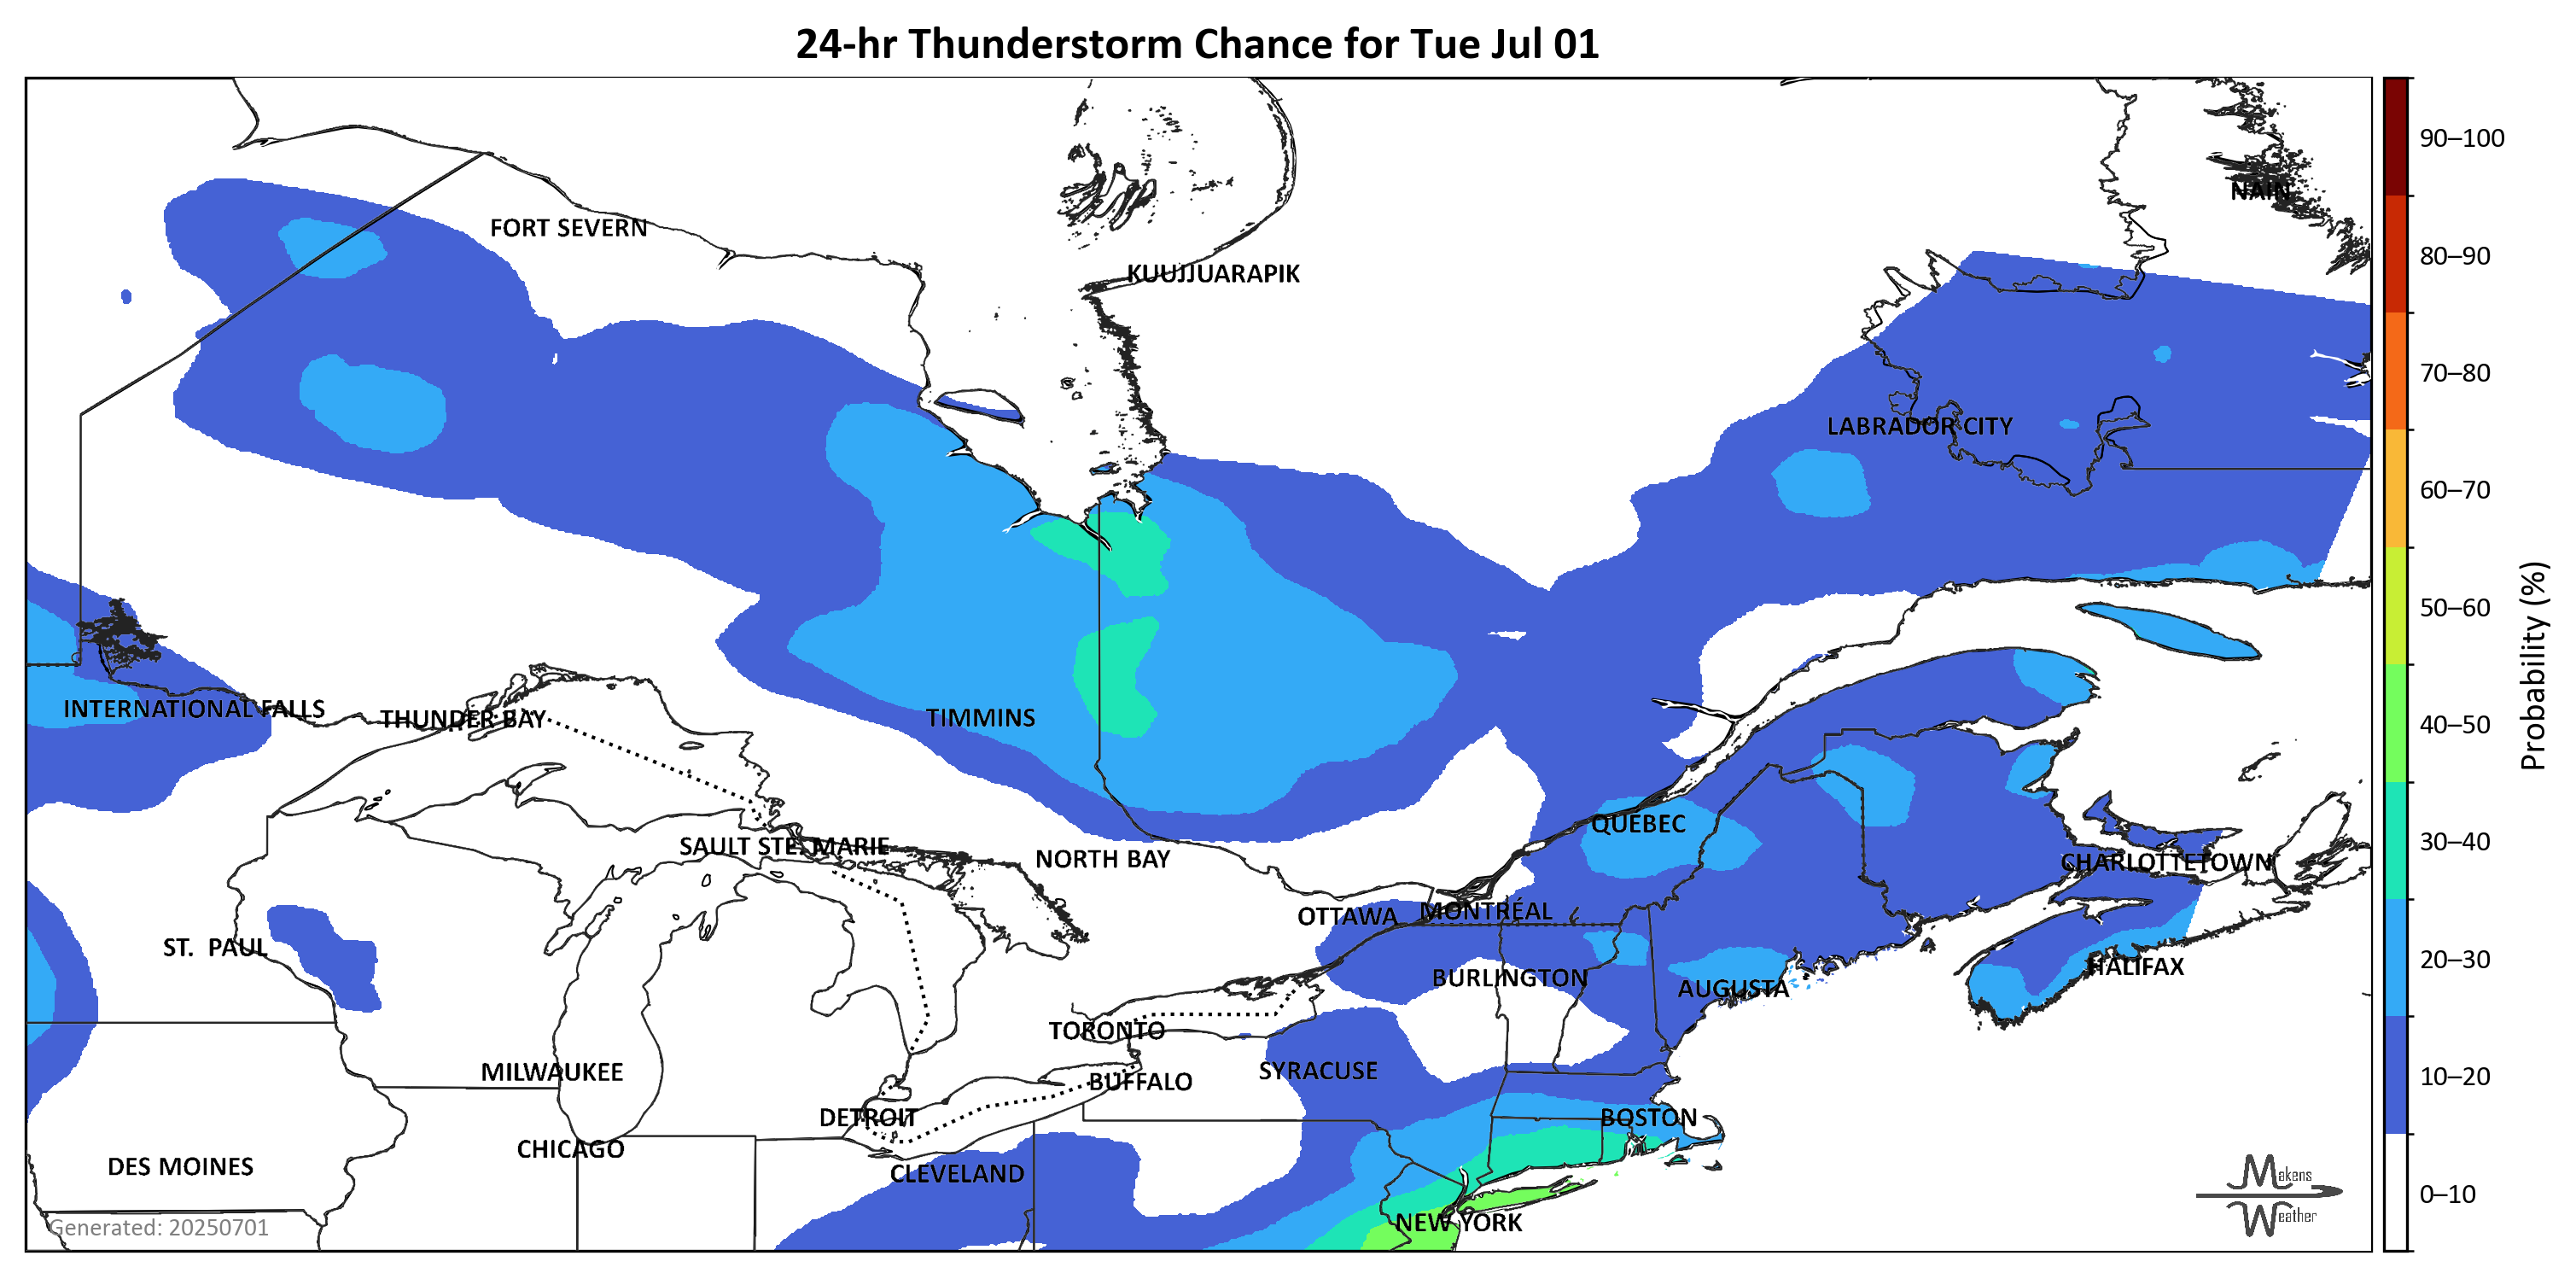 24-hr Thunderstorm Chance for Tue Jul 01
NAIN
FORT SEVERN
KUUJJUARAPIK
LABRADOR CITY
INTERNATIONAL FALLS
THUNDER BAY
TIMMINS
QUEBEC
SAULT STE. MARIE
NORTH BAY
CHARLOTTETOWN
OTTAWA
MONTRÉAL
ST. PAUL
HALIFAX
BURLINGTON
AUGUSTA
TORONTO
MILWAUKEE
SYRACUSE
BUFFALO
DETROIT
BOSTON
CHICAGO
DES MOINES
CLEVELAND
NEW YORK
Generated: 20250701
Makens
Weather
90–100
80–90
70–80
60–70
50–60
40–50
30–40
20–30
10–20
0–10
Probability (%)